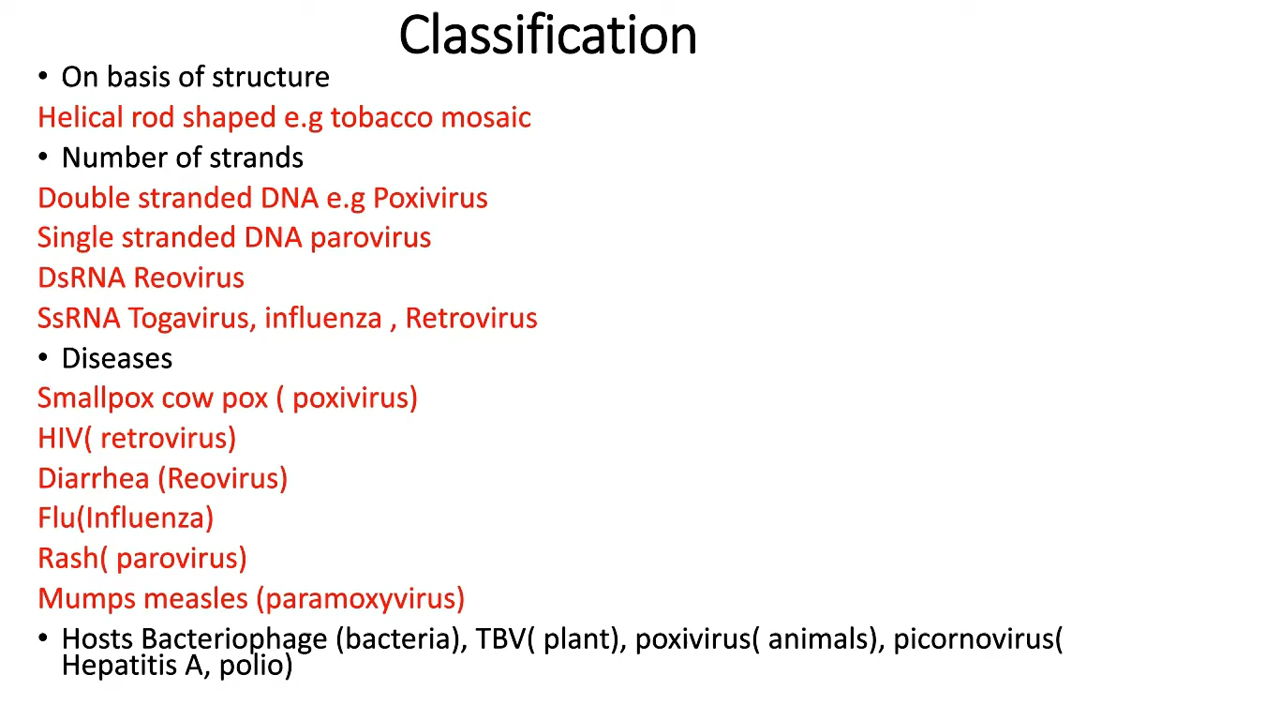 Classification
• On basis of structure
Helical rod shaped e.g tobacco mosaic
• Number of strands
Double stranded DNA e.g Poxivirus
Single stranded DNA parovirus
DsRNA Reovirus
SsRNA Togavirus, influenza , Retrovirus
• Diseases
Smallpox cow pox ( poxivirus)
HIV( retrovirus)
Diarrhea (Reovirus)
Flu(Influenza)
Rash( parovirus)
Mumps measles (paramoxyvirus)
• Hosts Bacteriophage (bacteria), TBV( plant), poxivirus( animals), picornovirus(
Hepatitis A, polio)